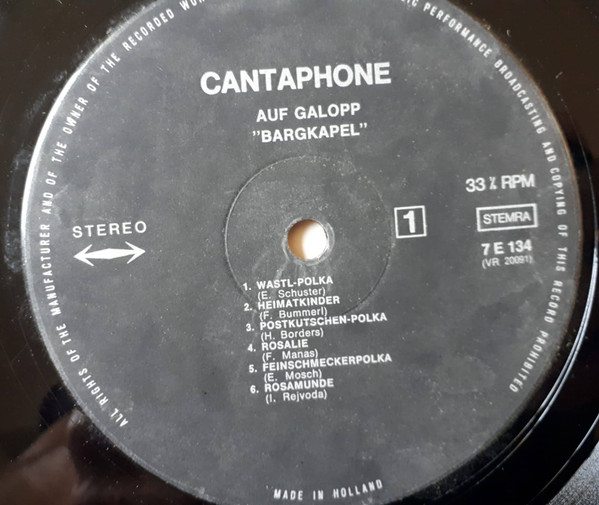 CANTAPHONE
AUF GALOPP
"BARGKAPEL"
STEREO
1
33 ⅓ RPM
STEMRA
7 E 134
(VR 20091)
1. WASTL-POLKA
(E. Schuster)
2. HEIMATKINDER
(F. Bummerl)
3. POSTKUTSCHEN-POLKA
(H. Borders)
4. ROSALIE
(F. Manas)
5. FEINSCHMECKERPOLKA
(E. Mosch)
6. ROSAMUNDE
(I. Rejvoda)
ALL RIGHTS OF THE MANUFACTURER AND OF THE OWNER OF THE RECORDED
PERFORMANCE BROADCASTING AND COPYING OF THIS RECORD PROHIBITED
MADE IN HOLLAND